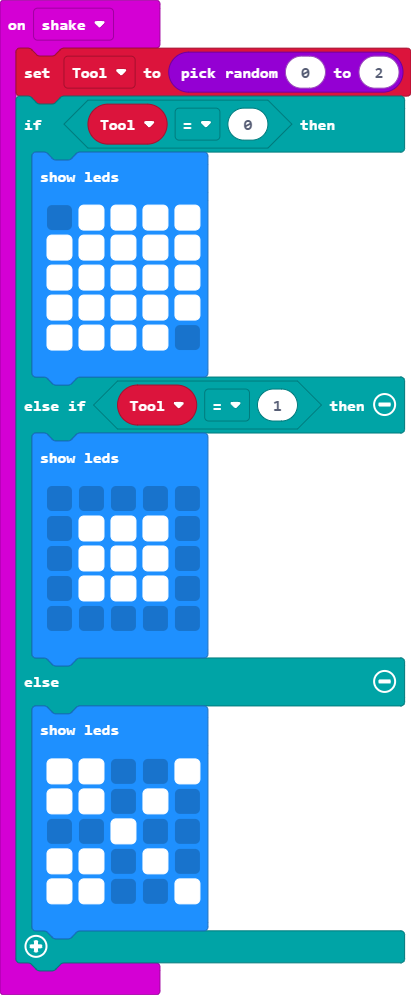 on shake
set Tool to pick random 0 to 2
if Tool = 0 then
show leds
else if Tool = 1 then
show leds
else
show leds